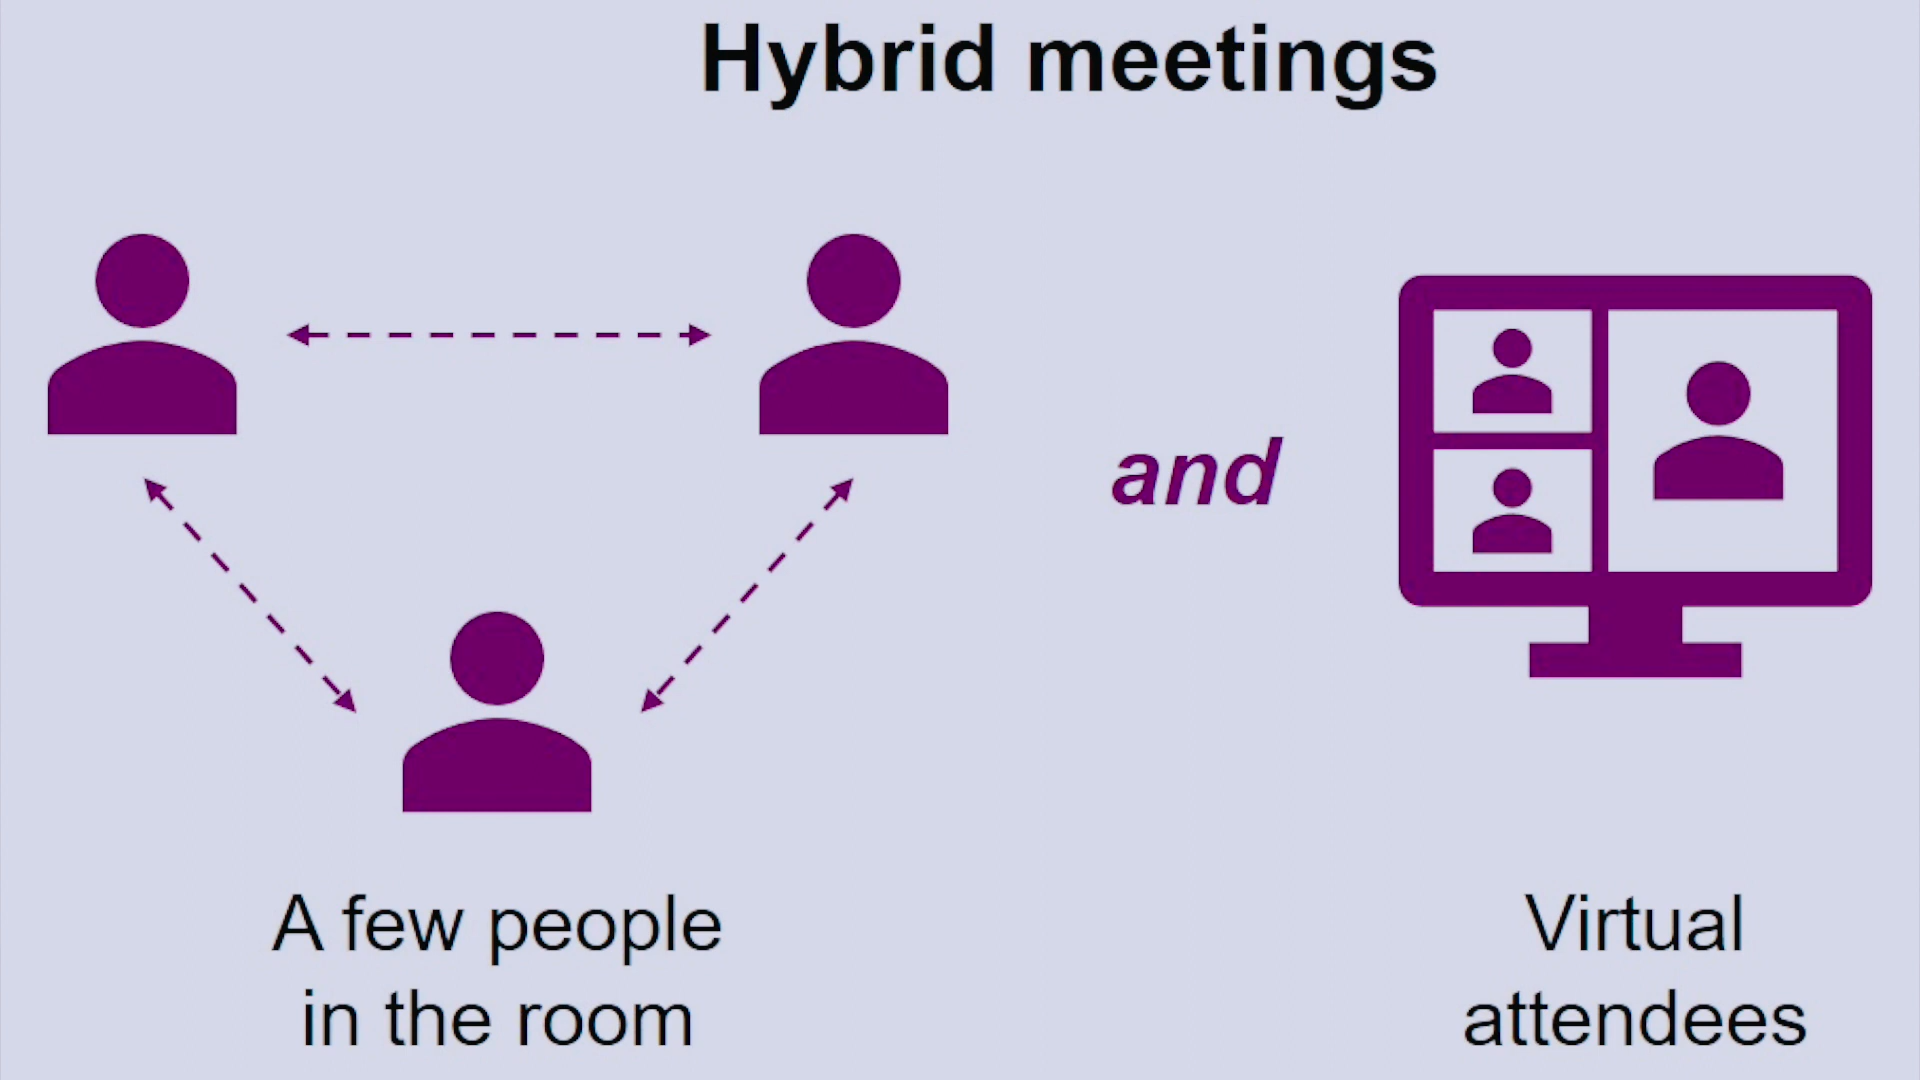 Hybrid meetings
and
A few people
in the room
Virtual
attendees